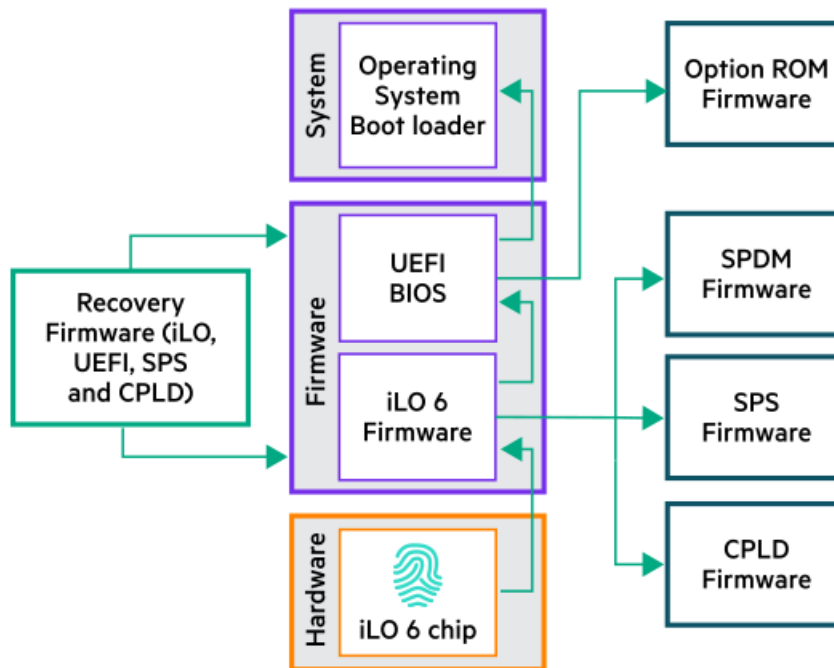 System
Operating
System
Boot loader
Option ROM
Firmware
Recovery
Firmware (iLO,
UEFI, SPS
and CPLD)
Firmware
UEFI
BIOS
iLO 6
Firmware
SPDM
Firmware
SPS
Firmware
CPLD
Firmware
Hardware
iLO 6 chip